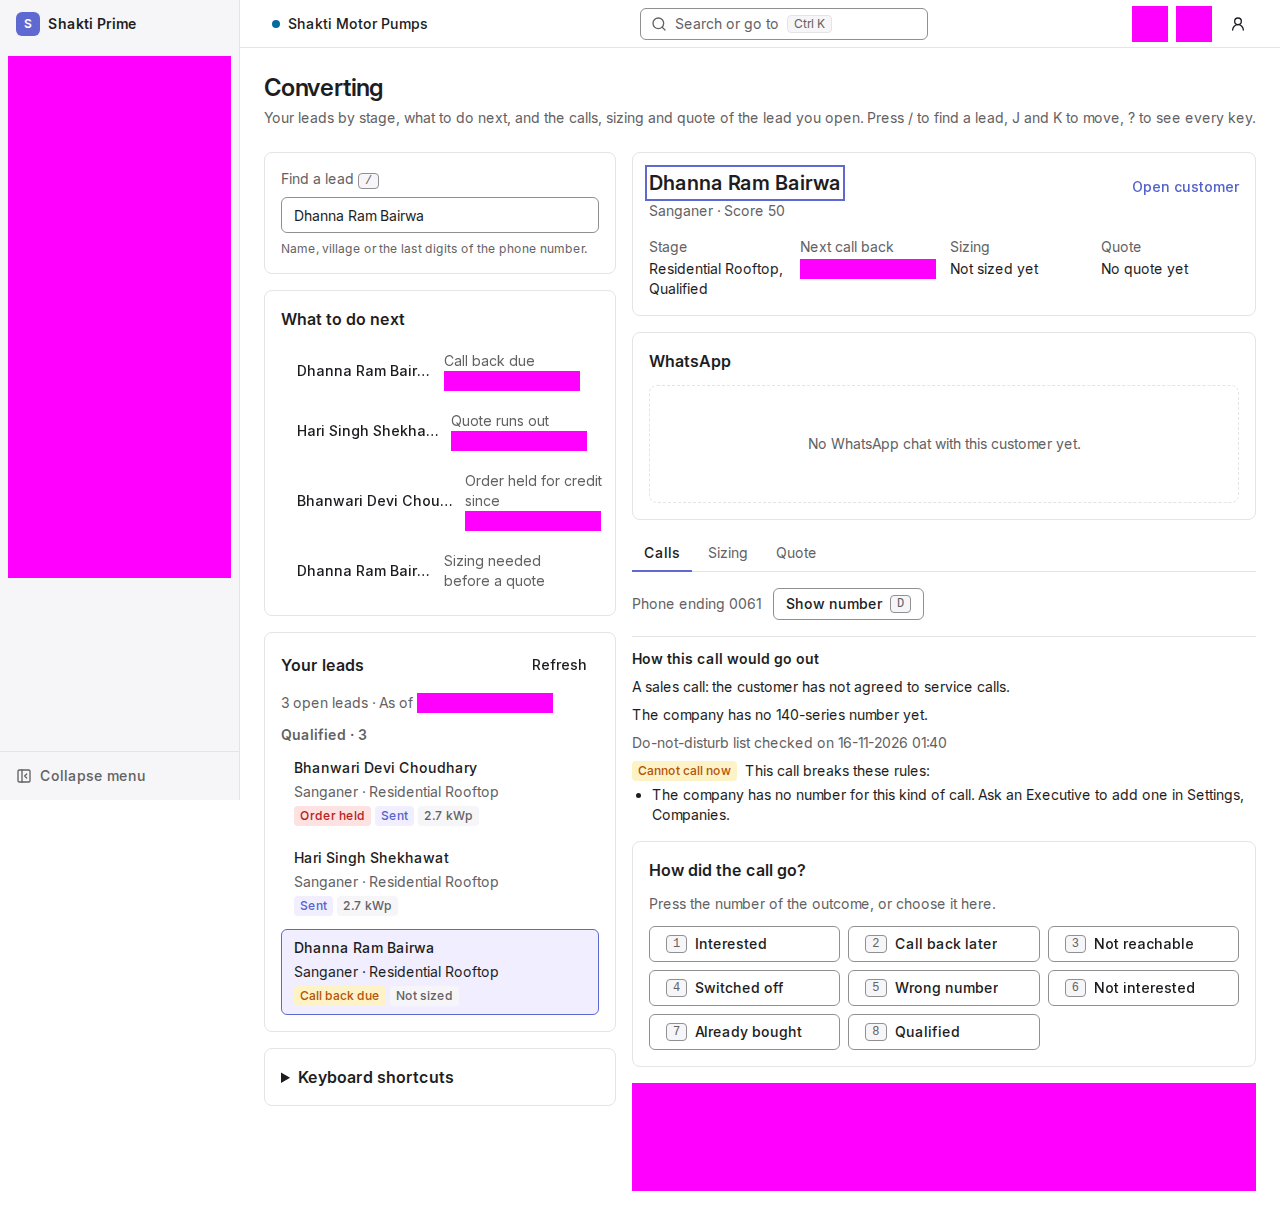 S Shakti Prime
Shakti Motor Pumps
Search or go to Ctrl K
Converting
Your leads by stage, what to do next, and the calls, sizing and quote of the lead you open. Press / to find a lead, J and K to move, ? to see every key.
Find a lead /
Dhanna Ram Bairwa
Name, village or the last digits of the phone number.
What to do next
Dhanna Ram Bair…
Call back due
Hari Singh Shekha…
Quote runs out
Bhanwari Devi Chou…
Order held for credit
since
Dhanna Ram Bair…
Sizing needed
before a quote
Your leads
Refresh
3 open leads · As of
Qualified · 3
Bhanwari Devi Choudhary
Sanganer · Residential Rooftop
Order held Sent 2.7 kWp
Hari Singh Shekhawat
Sanganer · Residential Rooftop
Sent 2.7 kWp
Dhanna Ram Bairwa
Sanganer · Residential Rooftop
Call back due Not sized
Keyboard shortcuts
Dhanna Ram Bairwa
Open customer
Sanganer · Score 50
Stage
Residential Rooftop,
Qualified
Next call back
Sizing
Not sized yet
Quote
No quote yet
WhatsApp
No WhatsApp chat with this customer yet.
Calls Sizing Quote
Phone ending 0061 Show number D
How this call would go out
A sales call: the customer has not agreed to service calls.
The company has no 140-series number yet.
Do-not-disturb list checked on 16-11-2026 01:40
Cannot call now This call breaks these rules:
• The company has no number for this kind of call. Ask an Executive to add one in Settings,
Companies.
How did the call go?
Press the number of the outcome, or choose it here.
1 Interested
2 Call back later
3 Not reachable
4 Switched off
5 Wrong number
6 Not interested
7 Already bought
8 Qualified
Collapse menu